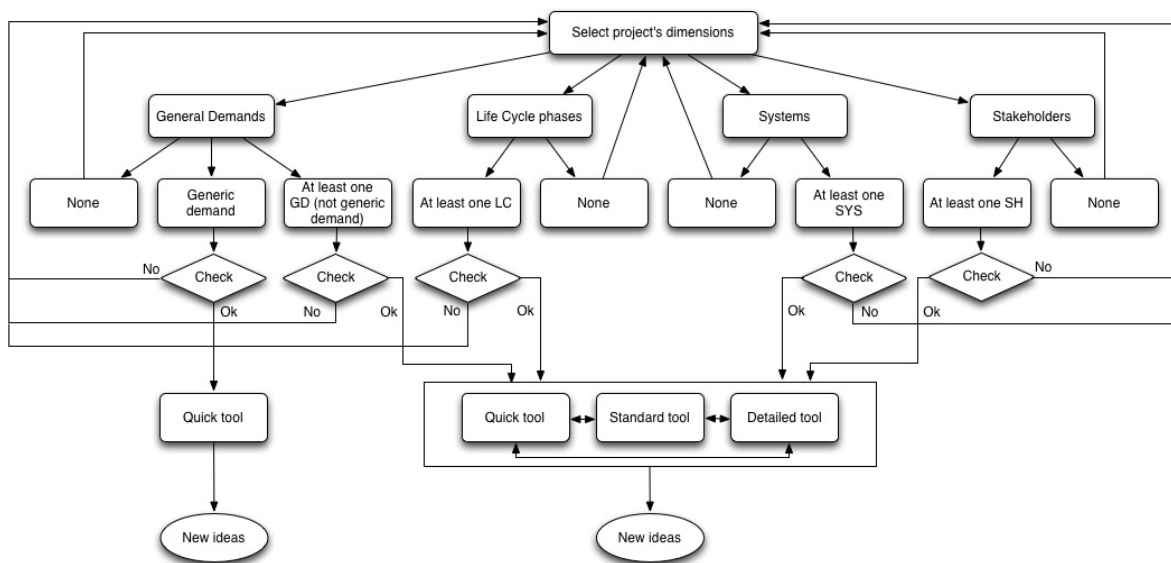 Select project's dimensions
General Demands
Life Cycle phases
Systems
Stakeholders
None
Generic
demand
At least one
GD (not generic
demand)
At least one LC
None
None
At least one
SYS
At least one SH
None
No
Check
Check
Check
Check
Check
No
Ok
No
Ok
No
Ok
Ok
No
Ok
Quick tool
Quick tool
Standard tool
Detailed tool
New ideas
New ideas